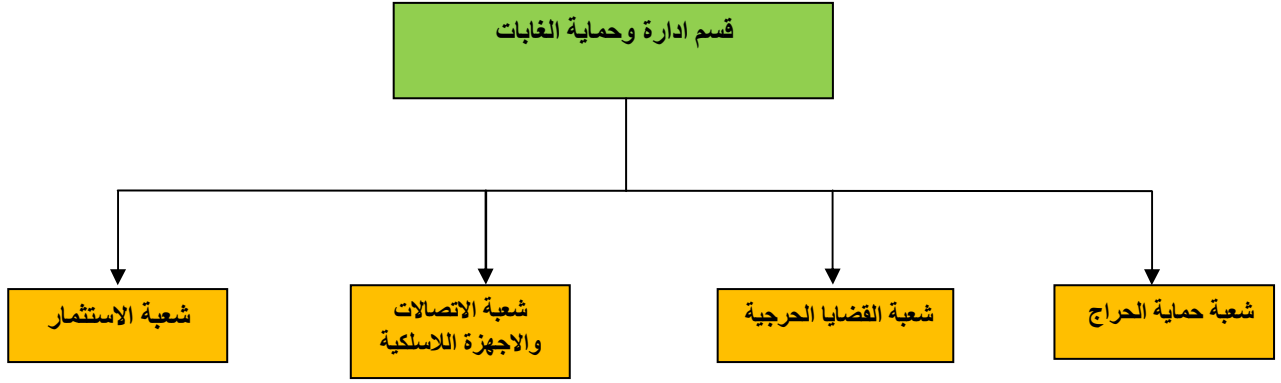 قسم ادارة وحماية الغابات
شعبة حماية الحراج
شعبة القضايا الحرجية
شعبة الاتصالات
والاجهزة اللاسلكية
شعبة الاستثمار